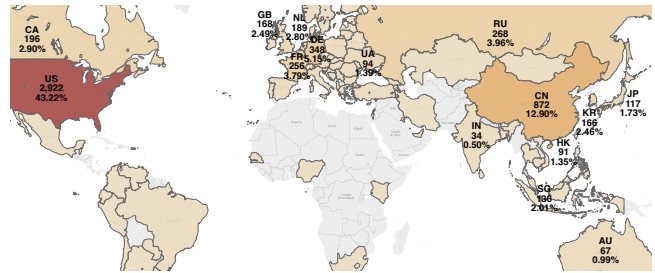 CA
196
2.90%
US
2,922
43.22%
GB
168
2.49%
NL
189
2.80%
DE
348
5.15%
FR
256
3.79%
UA
94
1.39%
RU
268
3.96%
CN
872
12.90%
JP
117
1.73%
KR
166
2.46%
HK
91
1.35%
IN
34
0.50%
SG
136
2.01%
AU
67
0.99%